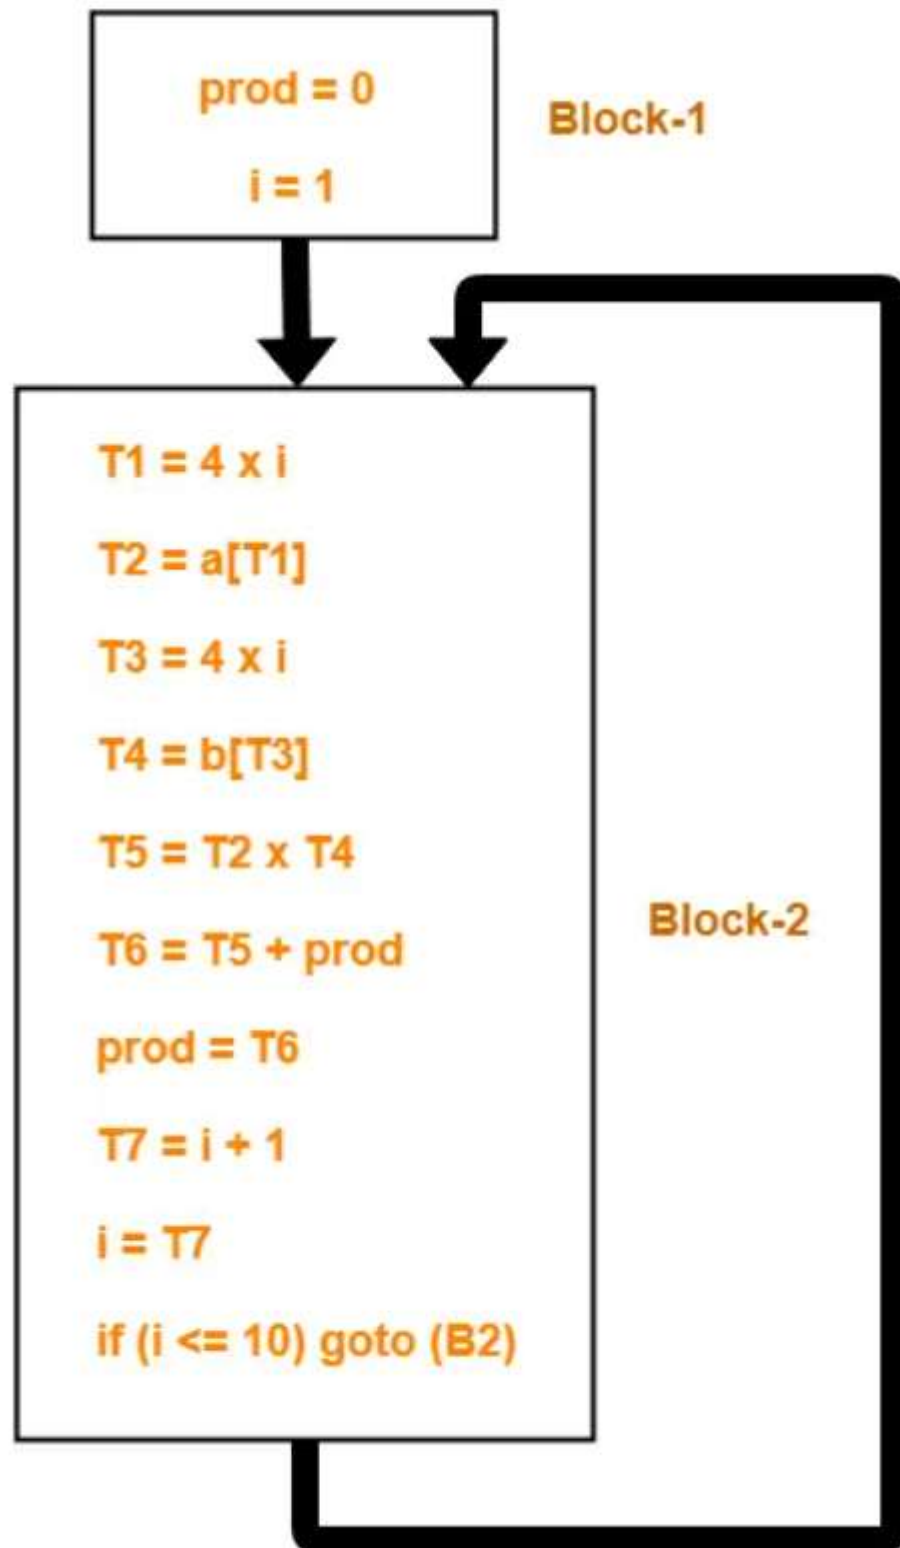 prod = 0
i = 1
Block-1
T1 = 4 x i
T2 = a[T1]
T3 = 4 x i
T4 = b[T3]
T5 = T2 x T4
T6 = T5 + prod
prod = T6
T7 = i + 1
i = T7
if (i <= 10) goto (B2)
Block-2